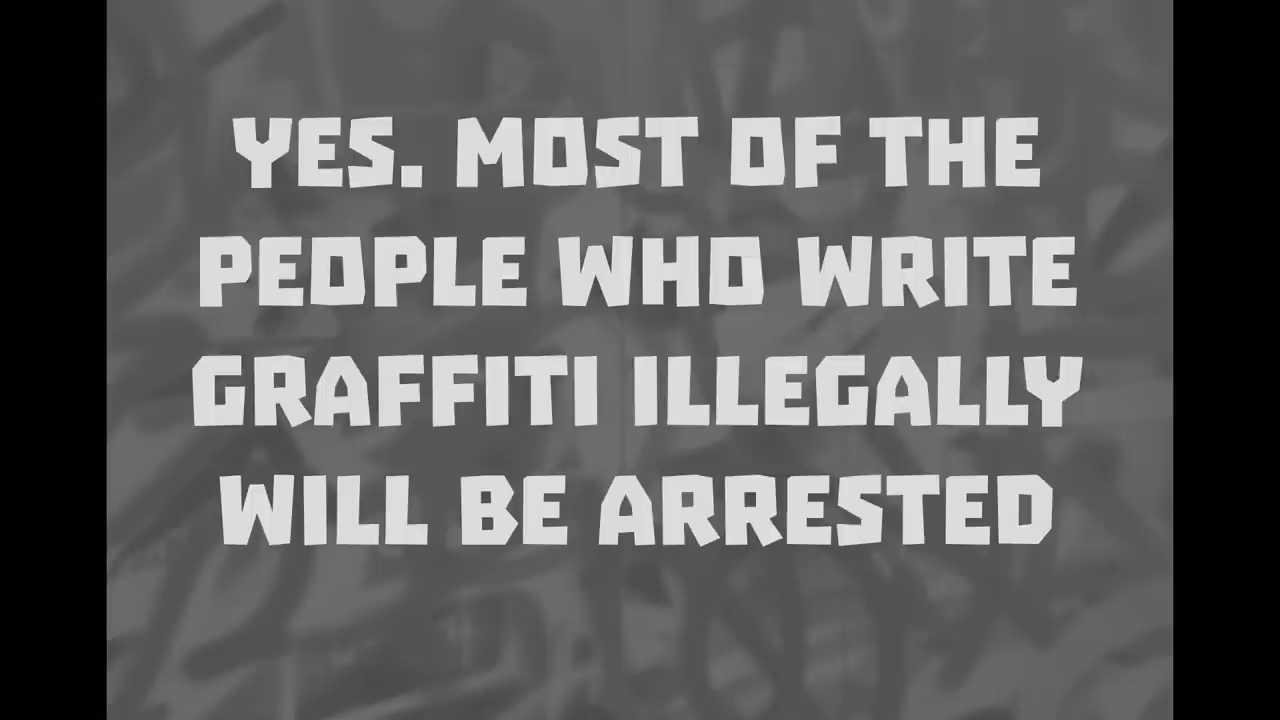 YES. MOST OF THE
PEOPLE WHO WRITE
GRAFFITI ILLEGALLY
WILL BE ARRESTED